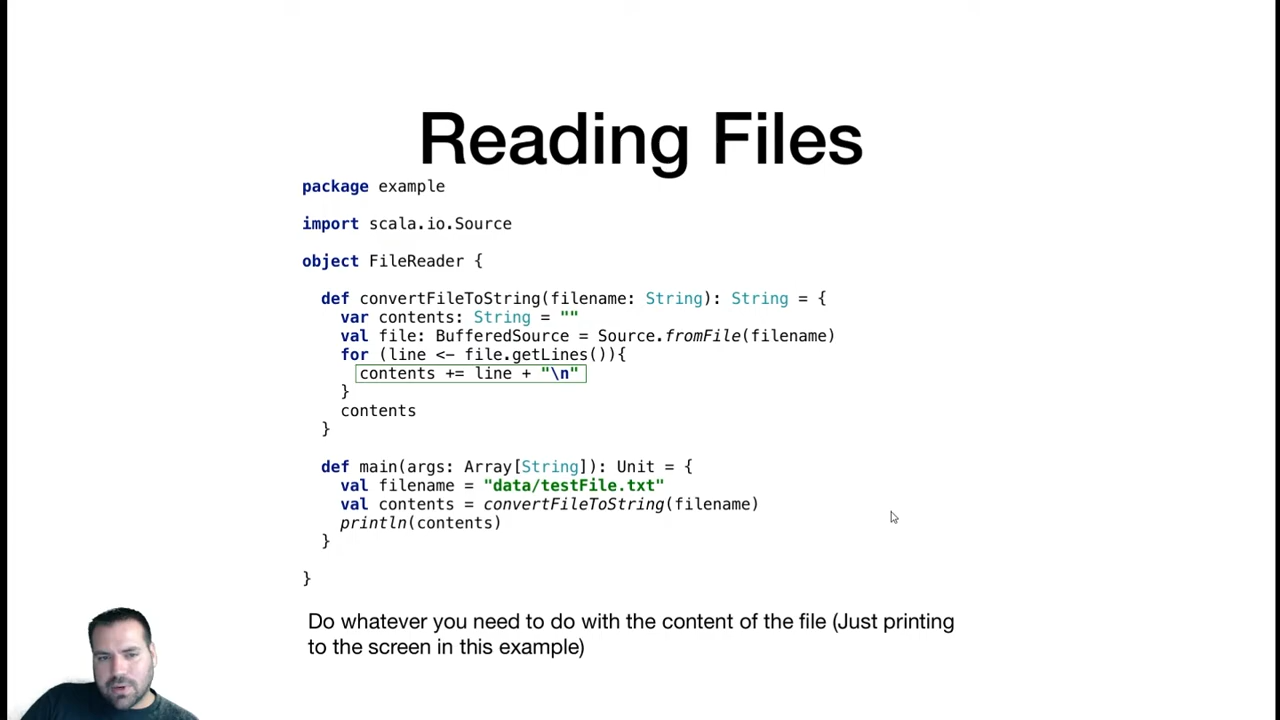 Reading Files
package example
import scala.io.Source
object FileReader {
def convertFileToString(filename: String): String = {
var contents: String = ""
val file: BufferedSource = Source.fromFile(filename)
for (line <- file.getLines()){
contents += line + "\n"
}
contents
}
def main(args: Array[String]): Unit = {
val filename = "data/testFile.txt"
val contents = convertFileToString(filename)
println(contents)
}
}
Do whatever you need to do with the content of the file (Just printing
to the screen in this example)